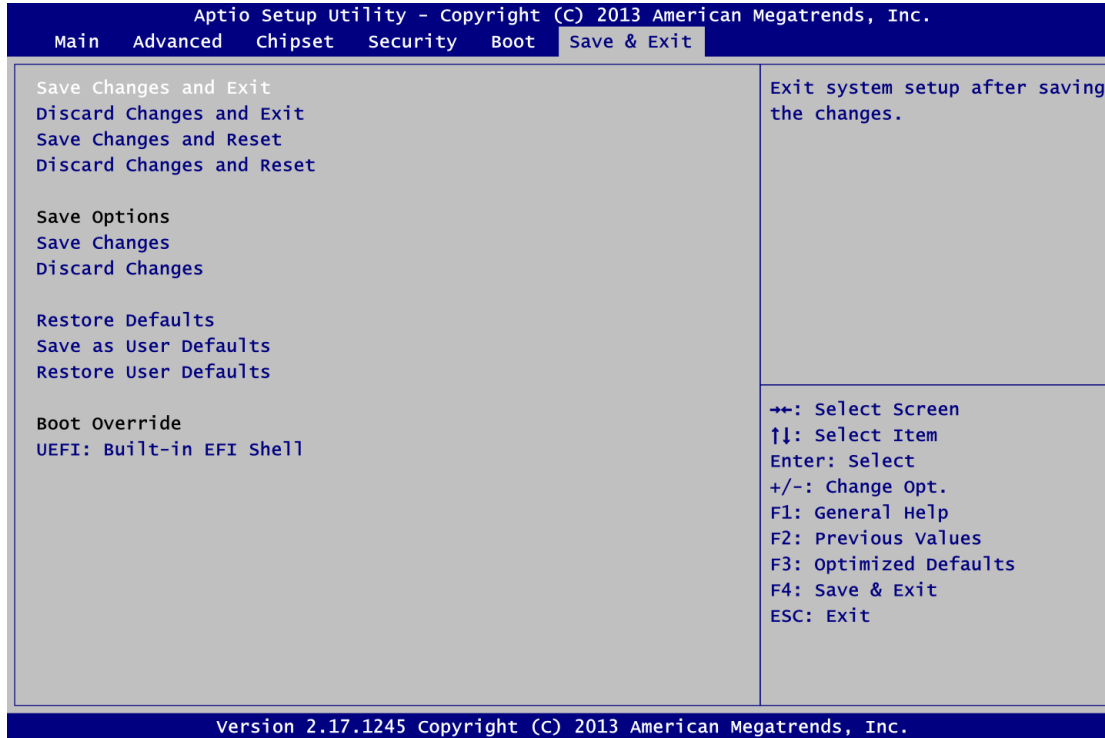 Aptio Setup Utility - Copyright (C) 2013 American Megatrends, Inc.
Main Advanced Chipset Security Boot Save & Exit
Save Changes and Exit
Discard Changes and Exit
Save Changes and Reset
Discard Changes and Reset
Save Options
Save Changes
Discard Changes
Restore Defaults
Save as User Defaults
Restore User Defaults
Boot Override
UEFI: Built-in EFI Shell
Exit system setup after saving
the changes.
→←: Select Screen
↑↓: Select Item
Enter: Select
+/-: Change Opt.
F1: General Help
F2: Previous Values
F3: Optimized Defaults
F4: Save & Exit
ESC: Exit
Version 2.17.1245 Copyright (C) 2013 American Megatrends, Inc.